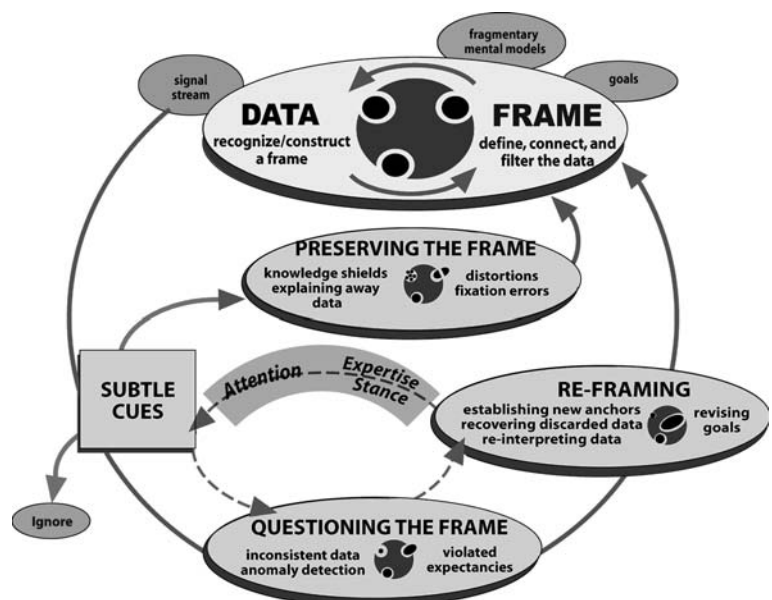 fragmentary
mental models
signal
stream
goals
DATA
recognize/construct
a frame
FRAME
define, connect, and
filter the data
PRESERVING THE FRAME
knowledge shields
explaining away
data
distortions
fixation errors
SUBTLE
CUES
Attention
Expertise
Stance
RE-FRAMING
establishing new anchors
recovering discarded data
re-interpreting data
revising
goals
Ignore
QUESTIONING THE FRAME
inconsistent data
anomaly detection
violated
expectancies